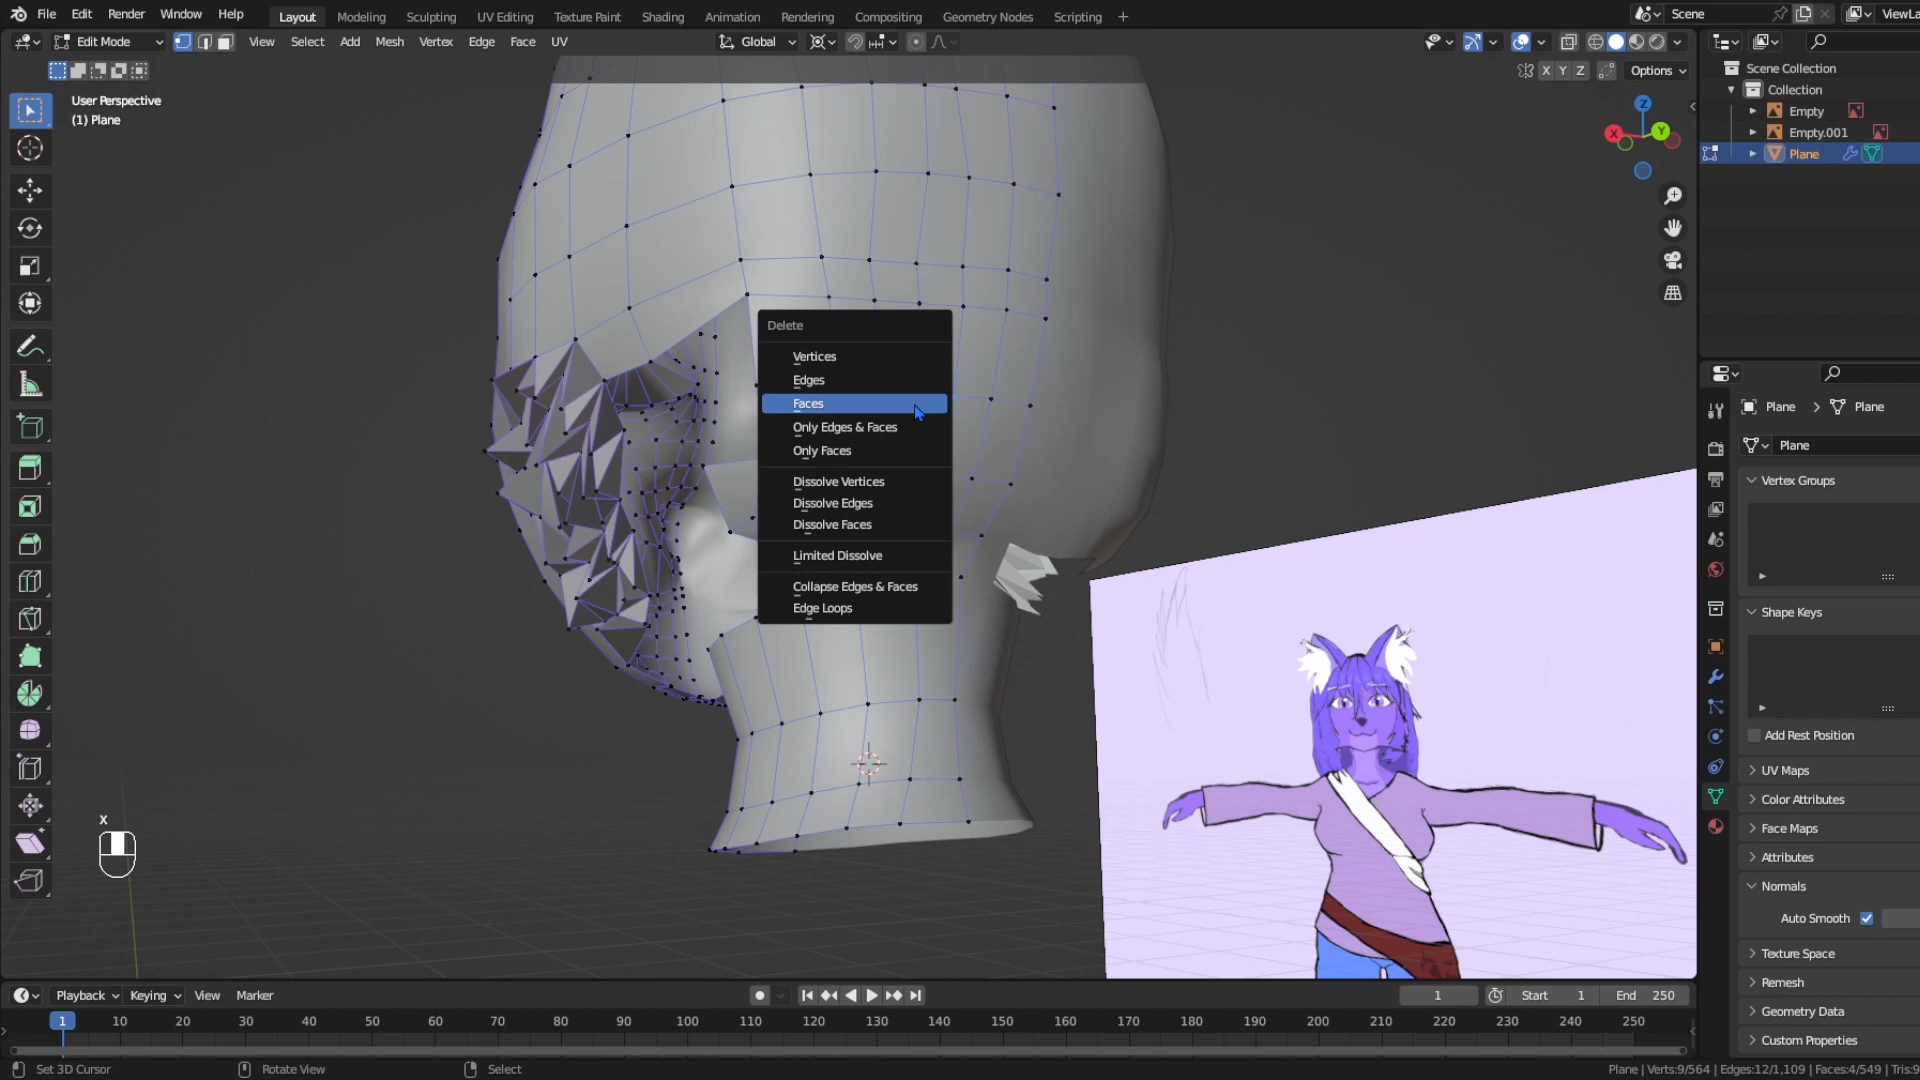 File Edit Render Window Help Layout Modeling Sculpting UV Editing Texture Paint Shading Animation Rendering Compositing Geometry Nodes Scripting + Scene
Edit Mode View Select Add Mesh Vertex Edge Face UV Global
X Y Z Options
User Perspective
(1) Plane
Z
X
Y
Scene Collection
Collection
Empty
Empty.001
Plane
Delete
Vertices
Edges
Faces
Only Edges & Faces
Only Faces
Dissolve Vertices
Dissolve Edges
Dissolve Faces
Limited Dissolve
Collapse Edges & Faces
Edge Loops
x
Plane > Plane
Plane
Vertex Groups
Shape Keys
Add Rest Position
UV Maps
Color Attributes
Face Maps
Attributes
Normals
Auto Smooth
Texture Space
Remesh
Geometry Data
Custom Properties
Playback Keying View Marker 1 Start 1 End 250
1 10 20 30 40 50 60 70 80 90 100 110 120 130 140 150 160 170 180 190 200 210 220 230 240 250
Set 3D Cursor Rotate View Select Plane | Verts:9/564 | Edges:12/1,109 | Faces:4/549 | Tris:9